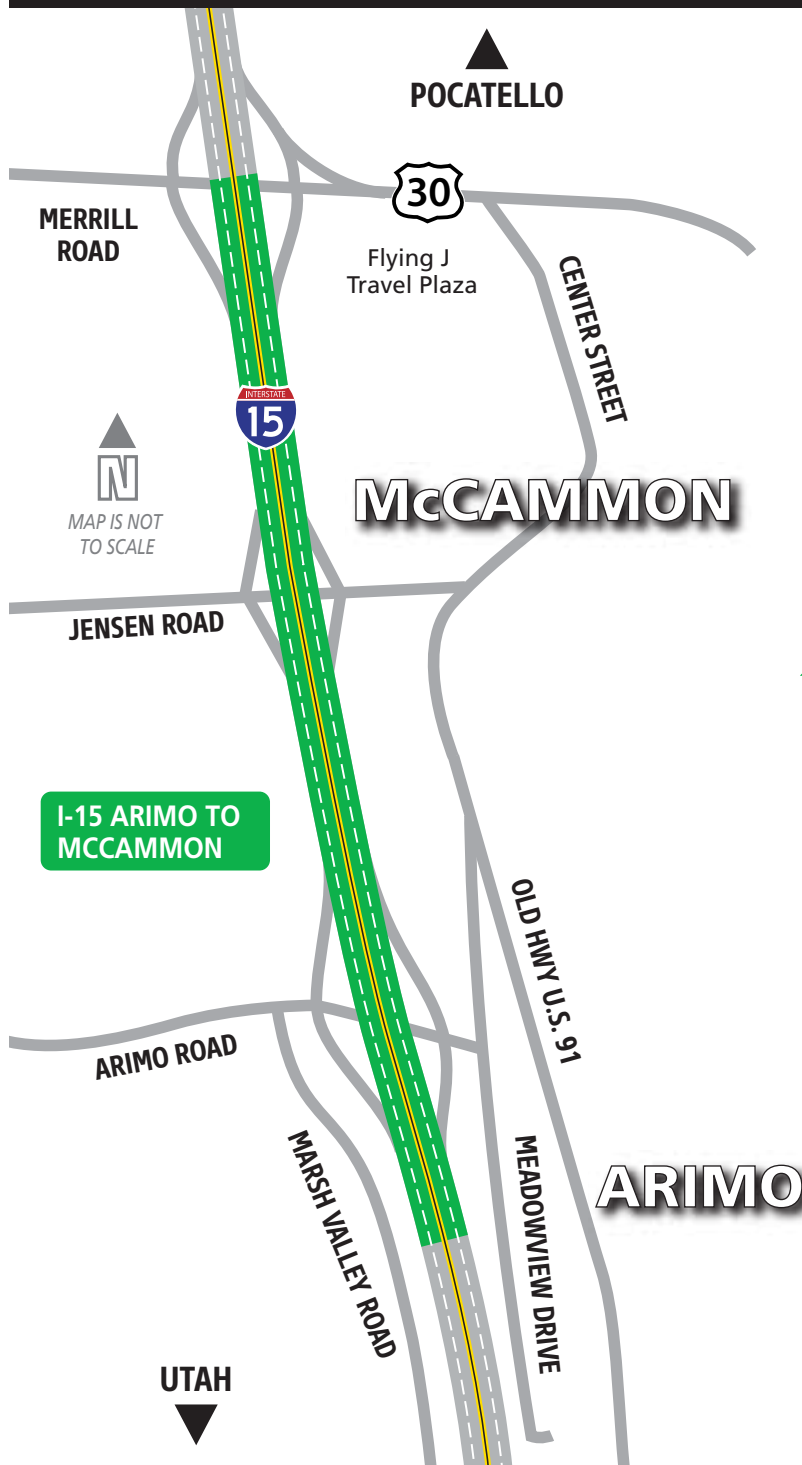 POCATELLO
30
MERRILL
ROAD
Flying J
Travel Plaza
CENTER STREET
INTERSTATE
15
N
MAP IS NOT
TO SCALE
McCAMMON
JENSEN ROAD
I-15 ARIMO TO
MCCAMMON
OLD HWY U.S. 91
ARIMO ROAD
MARSH VALLEY ROAD
MEADOWVIEW DRIVE
ARIMO
UTAH